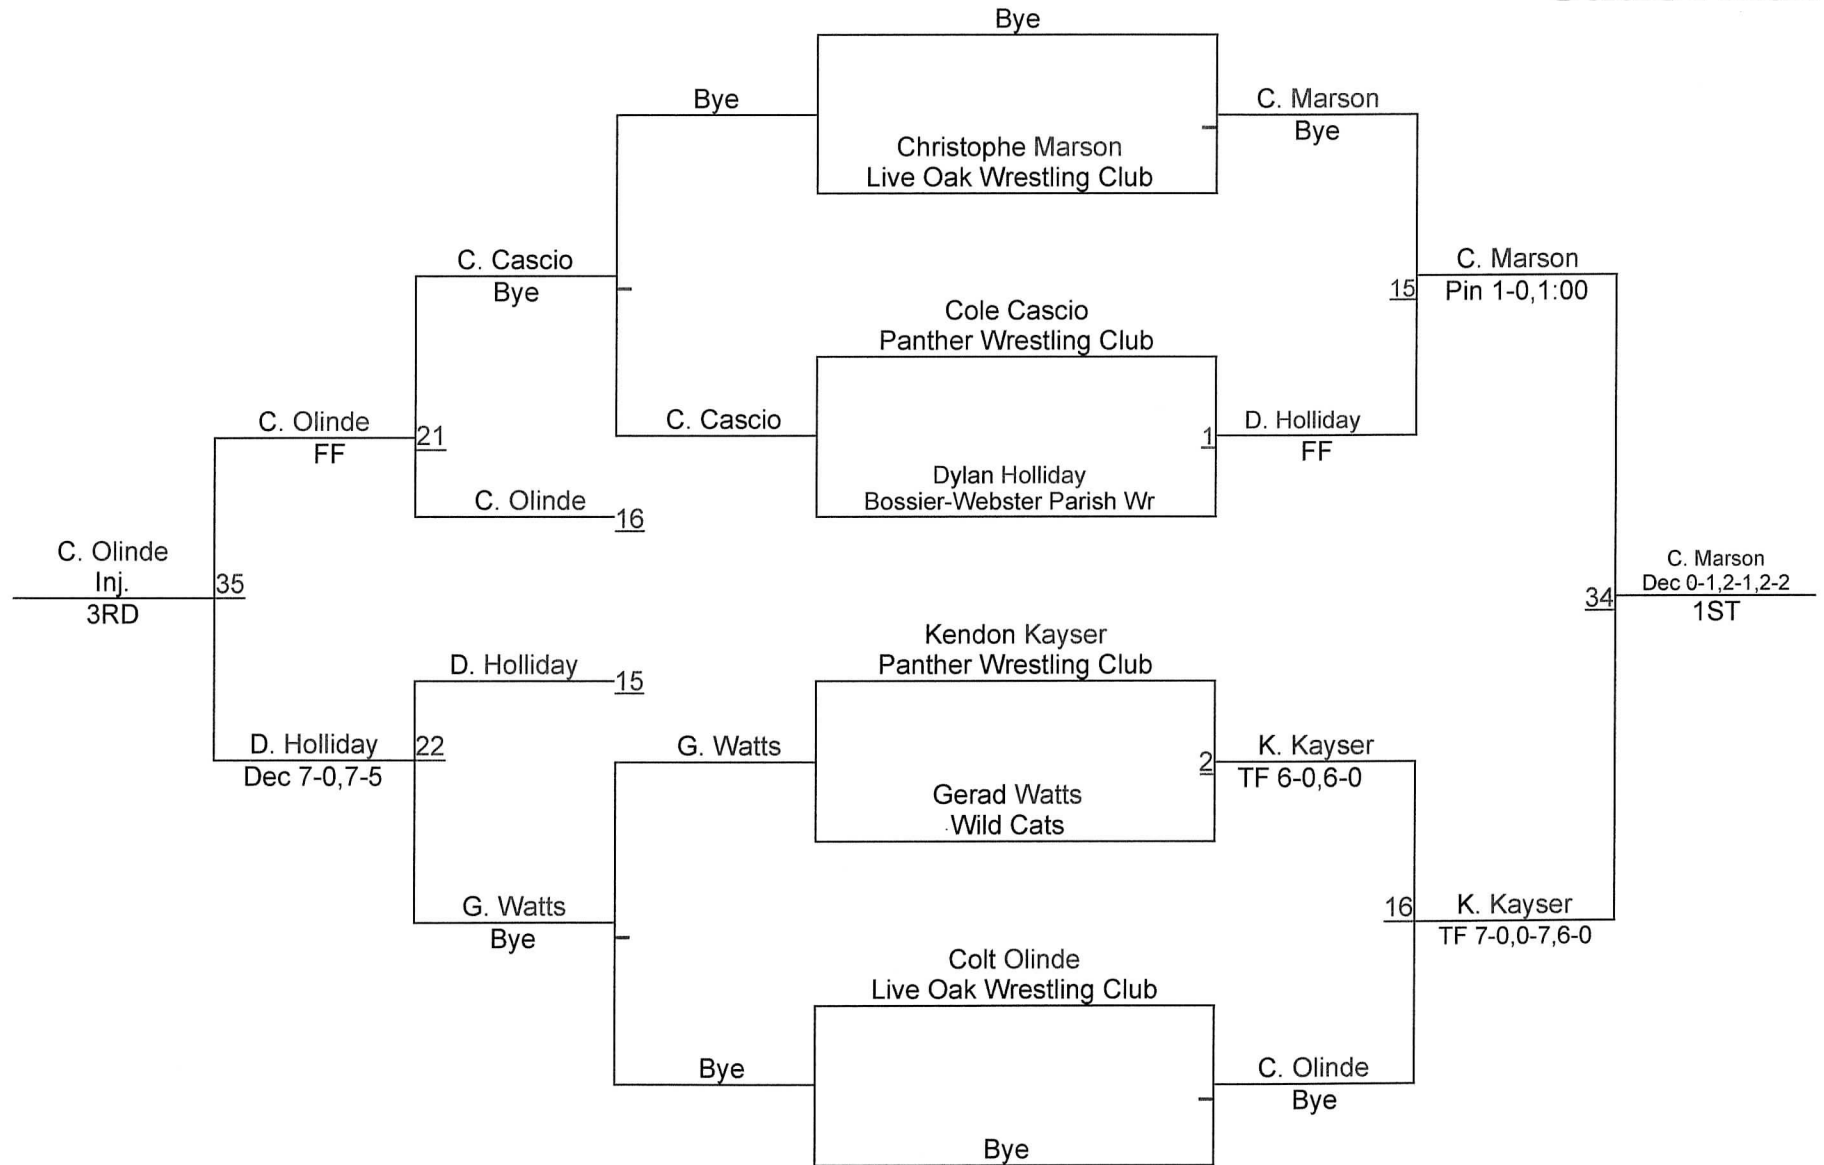 Bye
Bye
C. Marson
Bye
Christophe Marson
Live Oak Wrestling Club
C. Cascio
Bye
C. Marson
15
Pin 1-0,1:00
Cole Cascio
Panther Wrestling Club
C. Olinde
21
FF
C. Cascio
1
D. Holliday
FF
Dylan Holliday
Bossier-Webster Parish Wr
C. Olinde
16
C. Olinde
Inj.
35
3RD
C. Marson
Dec 0-1,2-1,2-2
34
1ST
Kendon Kayser
Panther Wrestling Club
D. Holliday
15
D. Holliday
22
Dec 7-0,7-5
G. Watts
2
K. Kayser
TF 6-0,6-0
Gerad Watts
Wild Cats
G. Watts
Bye
16
K. Kayser
TF 7-0,0-7,6-0
Colt Olinde
Live Oak Wrestling Club
Bye
C. Olinde
Bye
Bye